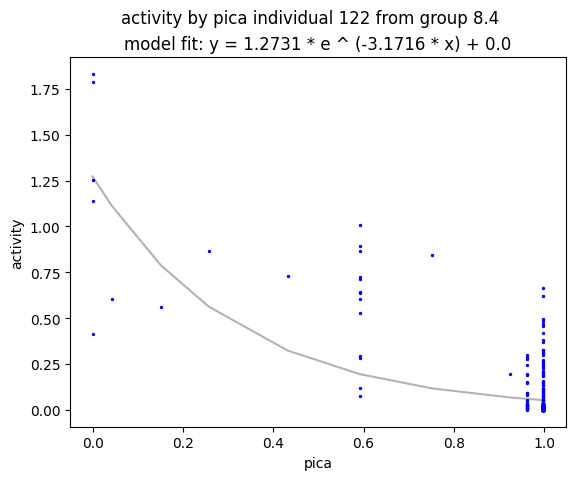 activity by pica individual 122 from group 8.4
model fit: y = 1.2731 * e ^ (-3.1716 * x) + 0.0
1.75
1.50
1.25
1.00
0.75
0.50
0.25
0.00
activity
0.0 0.2 0.4 0.6 0.8 1.0
pica